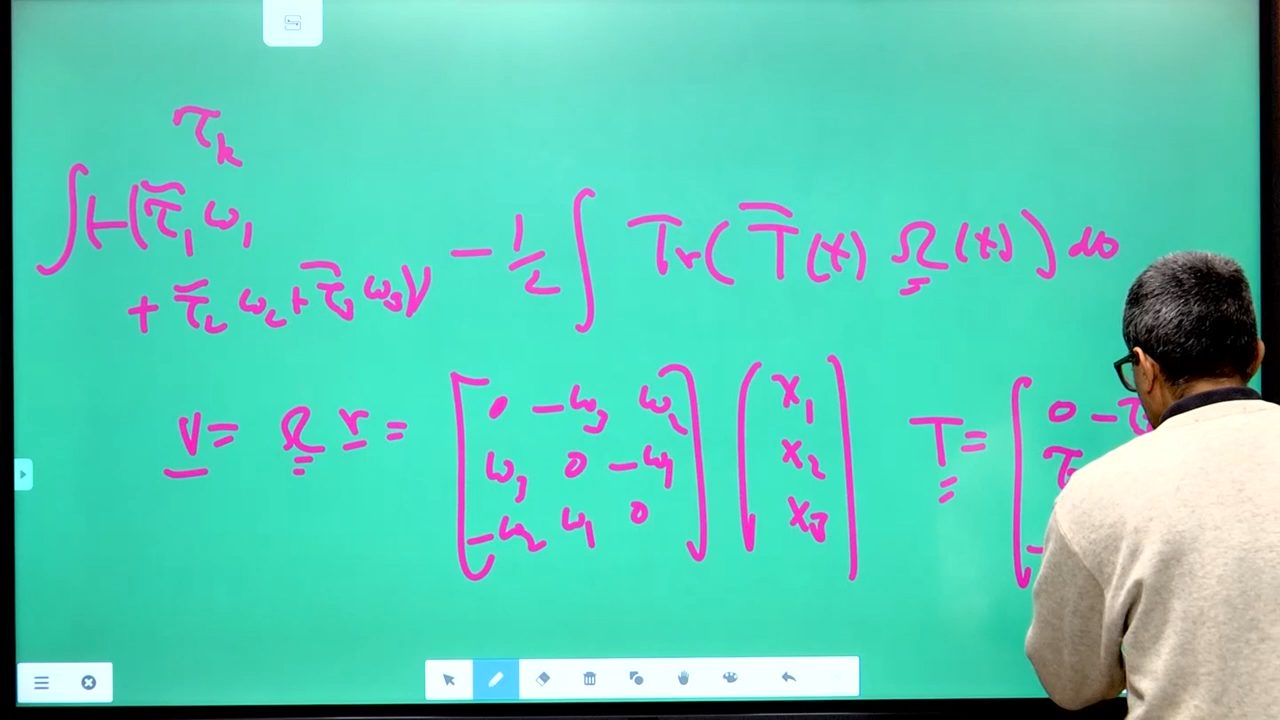 τ_k
∫ (τ̄_1 ω_1
+ τ̄_2 ω_2 + τ̄_3 ω_3)
- 1/2 ∫ Tr( T̄(x) Ω(x) )
v = Ω r = [ 0 -ω_3 ω_2
ω_3 0 -ω_1
-ω_2 ω_1 0 ] ( x_1
x_2
x_3 )
T = [ 0 -τ
τ
-